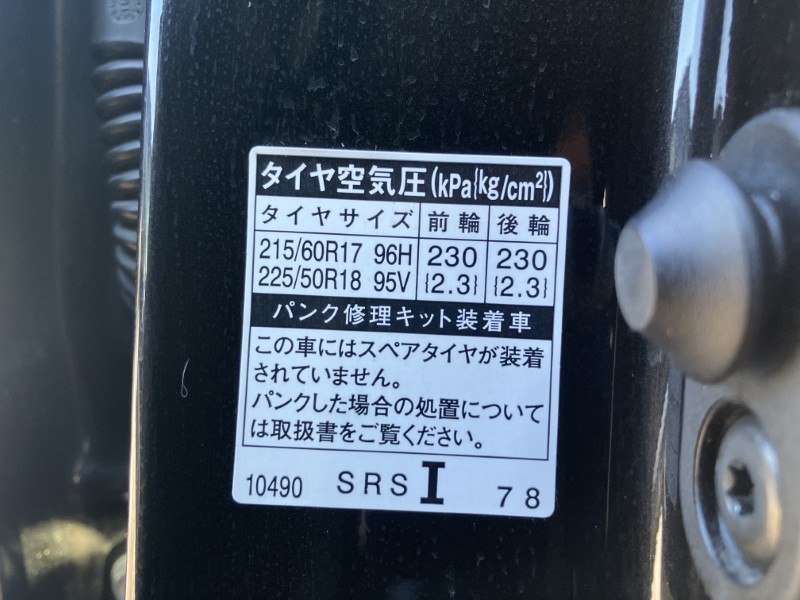 タイヤ空気圧(kPa{kg/cm²})
タイヤサイズ 前輪 後輪
215/60R17 96H 230 230
225/50R18 95V {2.3} {2.3}
パンク修理キット装着車
この車にはスペアタイヤが装着
されていません。
パンクした場合の処置について
は取扱書をご覧ください。
10490 SRS I 78